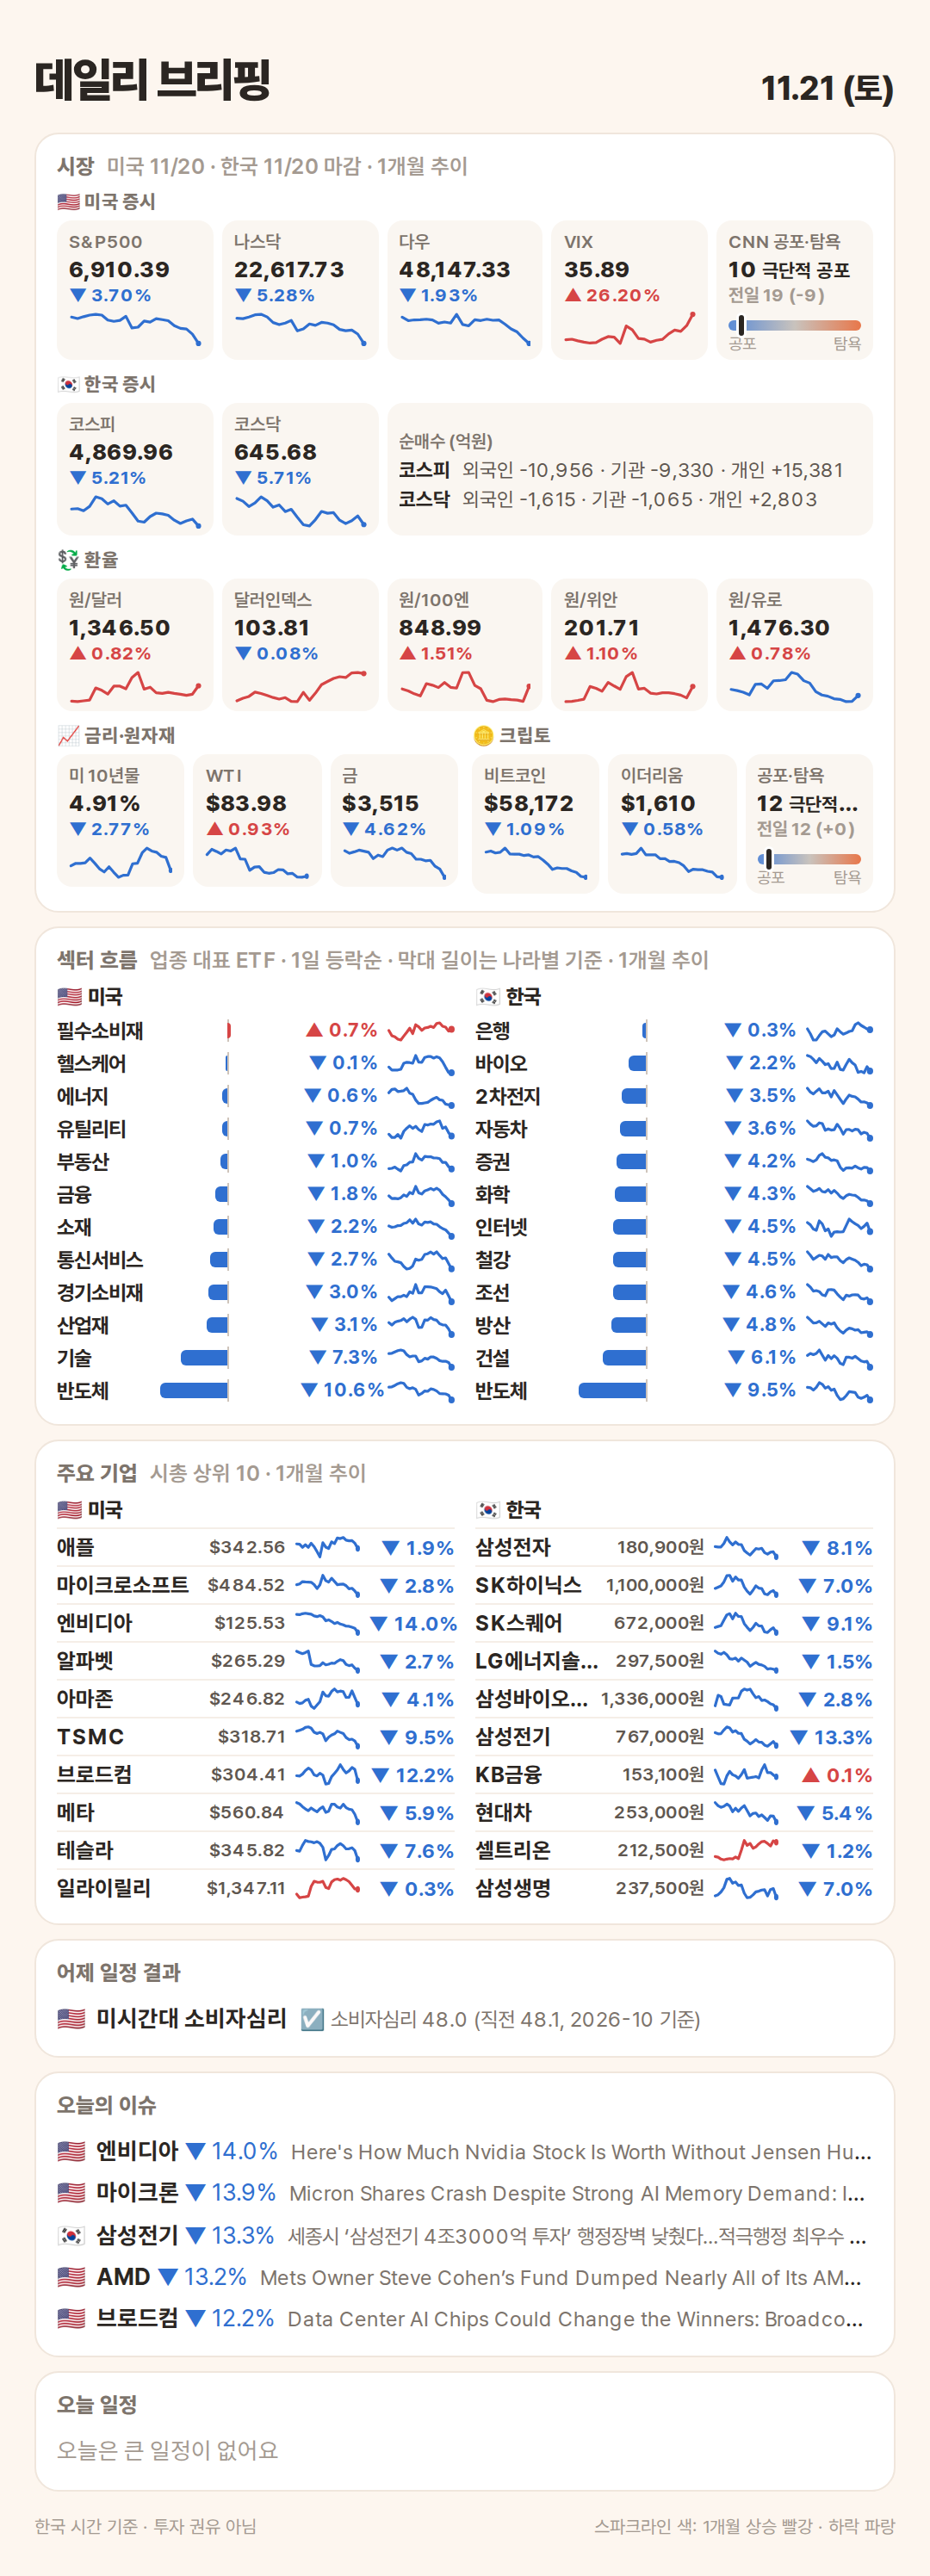 데일리 브리핑
11.21 (토)
시장 미국 11/20 · 한국 11/20 마감 · 1개월 추이
미국 증시
S&P500
6,910.39
▼ 3.70%
나스닥
22,617.73
▼ 5.28%
다우
48,147.33
▼ 1.93%
VIX
35.89
▲ 26.20%
CNN 공포·탐욕
10 극단적 공포
전일 19 (-9)
공포 탐욕
한국 증시
코스피
4,869.96
▼ 5.21%
코스닥
645.68
▼ 5.71%
순매수 (억원)
코스피 외국인 -10,956 · 기관 -9,330 · 개인 +15,381
코스닥 외국인 -1,615 · 기관 -1,065 · 개인 +2,803
환율
원/달러
1,346.50
▲ 0.82%
달러인덱스
103.81
▼ 0.08%
원/100엔
848.99
▲ 1.51%
원/위안
201.71
▲ 1.10%
원/유로
1,476.30
▲ 0.78%
금리·원자재
미 10년물
4.91%
▼ 2.77%
WTI
$83.98
▲ 0.93%
금
$3,515
▼ 4.62%
크립토
비트코인
$58,172
▼ 1.09%
이더리움
$1,610
▼ 0.58%
공포·탐욕
12 극단적...
전일 12 (+0)
공포 탐욕
섹터 흐름 업종 대표 ETF · 1일 등락순 · 막대 길이는 나라별 기준 · 1개월 추이
미국
필수소비재 ▲ 0.7%
헬스케어 ▼ 0.1%
에너지 ▼ 0.6%
유틸리티 ▼ 0.7%
부동산 ▼ 1.0%
금융 ▼ 1.8%
소재 ▼ 2.2%
통신서비스 ▼ 2.7%
경기소비재 ▼ 3.0%
산업재 ▼ 3.1%
기술 ▼ 7.3%
반도체 ▼ 10.6%
한국
은행 ▼ 0.3%
바이오 ▼ 2.2%
2차전지 ▼ 3.5%
자동차 ▼ 3.6%
증권 ▼ 4.2%
화학 ▼ 4.3%
인터넷 ▼ 4.5%
철강 ▼ 4.5%
조선 ▼ 4.6%
방산 ▼ 4.8%
건설 ▼ 6.1%
반도체 ▼ 9.5%
주요 기업 시총 상위 10 · 1개월 추이
미국
애플 $342.56 ▼ 1.9%
마이크로소프트 $484.52 ▼ 2.8%
엔비디아 $125.53 ▼ 14.0%
알파벳 $265.29 ▼ 2.7%
아마존 $246.82 ▼ 4.1%
TSMC $318.71 ▼ 9.5%
브로드컴 $304.41 ▼ 12.2%
메타 $560.84 ▼ 5.9%
테슬라 $345.82 ▼ 7.6%
일라이릴리 $1,347.11 ▼ 0.3%
한국
삼성전자 180,900원 ▼ 8.1%
SK하이닉스 1,100,000원 ▼ 7.0%
SK스퀘어 672,000원 ▼ 9.1%
LG에너지솔... 297,500원 ▼ 1.5%
삼성바이오... 1,336,000원 ▼ 2.8%
삼성전기 767,000원 ▼ 13.3%
KB금융 153,100원 ▲ 0.1%
현대차 253,000원 ▼ 5.4%
셀트리온 212,500원 ▼ 1.2%
삼성생명 237,500원 ▼ 7.0%
어제 일정 결과
미시간대 소비자심리 ☑ 소비자심리 48.0 (직전 48.1, 2026-10 기준)
오늘의 이슈
엔비디아 ▼ 14.0% Here's How Much Nvidia Stock Is Worth Without Jensen Hu...
마이크론 ▼ 13.9% Micron Shares Crash Despite Strong AI Memory Demand: I...
삼성전기 ▼ 13.3% 세종시 ‘삼성전기 4조3000억 투자’ 행정장벽 낮췄다…적극행정 최우수 ...
AMD ▼ 13.2% Mets Owner Steve Cohen’s Fund Dumped Nearly All of Its AM...
브로드컴 ▼ 12.2% Data Center AI Chips Could Change the Winners: Broadco...
오늘 일정
오늘은 큰 일정이 없어요
한국 시간 기준 · 투자 권유 아님
스파크라인 색: 1개월 상승 빨강 · 하락 파랑